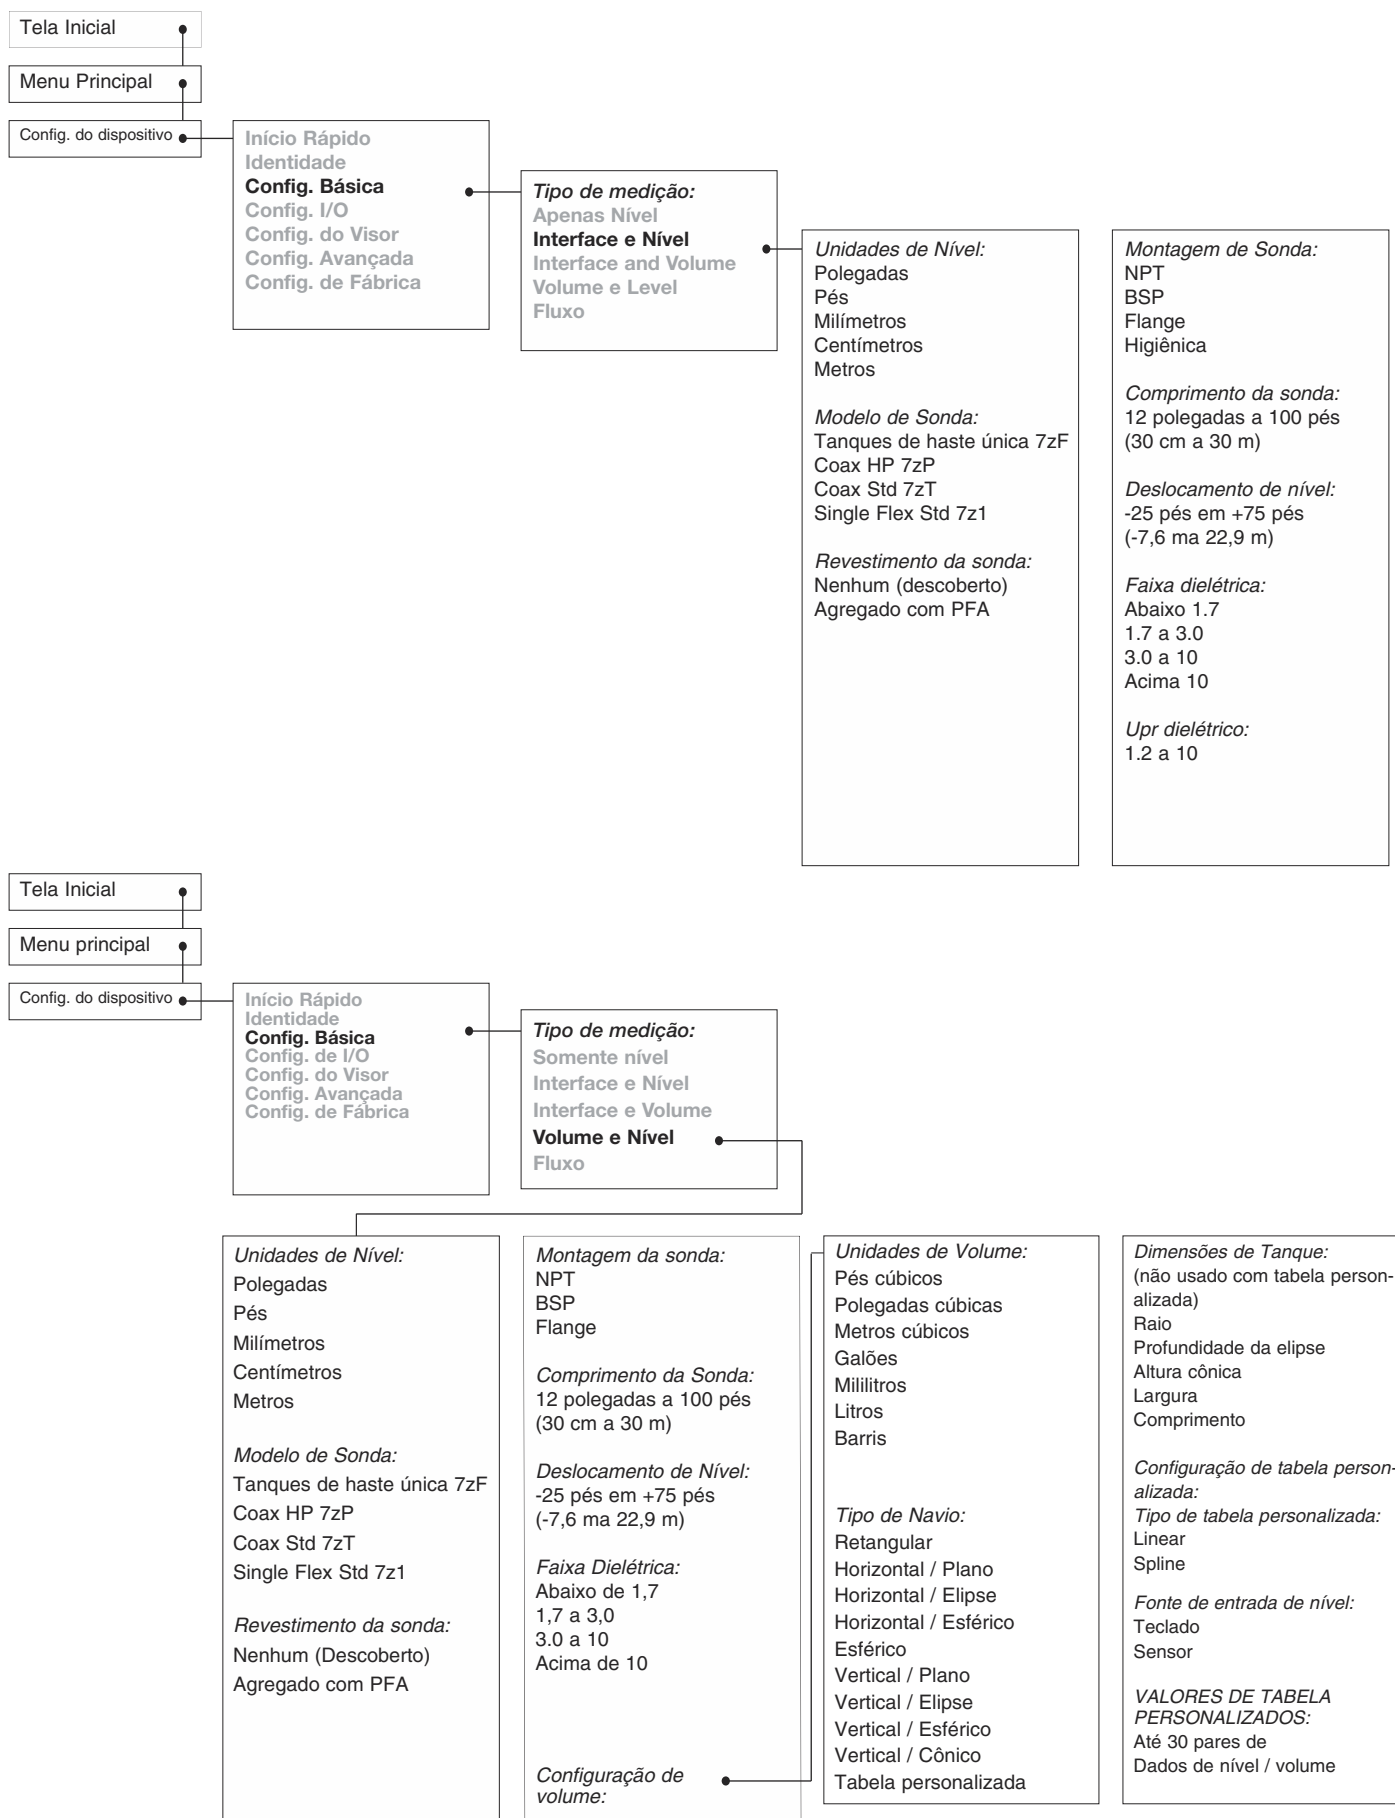 Tela Inicial
Menu Principal
Config. do dispositivo
Início Rápido
Identidade
Config. Básica
Config. I/O
Config. do Visor
Config. Avançada
Config. de Fábrica
Tipo de medição:
Apenas Nível
Interface e Nível
Interface and Volume
Volume e Level
Fluxo
Unidades de Nível:
Polegadas
Pés
Milímetros
Centímetros
Metros
Modelo de Sonda:
Tanques de haste única 7zF
Coax HP 7zP
Coax Std 7zT
Single Flex Std 7z1
Revestimento da sonda:
Nenhum (descoberto)
Agregado com PFA
Montagem de Sonda:
NPT
BSP
Flange
Higiênica
Comprimento da sonda:
12 polegadas a 100 pés
(30 cm a 30 m)
Deslocamento de nível:
-25 pés em +75 pés
(-7,6 ma 22,9 m)
Faixa dielétrica:
Abaixo 1.7
1.7 a 3.0
3.0 a 10
Acima 10
Upr dielétrico:
1.2 a 10
Tela Inicial
Menu principal
Config. do dispositivo
Início Rápido
Identidade
Config. Básica
Config. de I/O
Config. do Visor
Config. Avançada
Config. de Fábrica
Tipo de medição:
Somente nível
Interface e Nível
Interface e Volume
Volume e Nível
Fluxo
Unidades de Nível:
Polegadas
Pés
Milímetros
Centímetros
Metros
Modelo de Sonda:
Tanques de haste única 7zF
Coax HP 7zP
Coax Std 7zT
Single Flex Std 7z1
Revestimento da sonda:
Nenhum (Descoberto)
Agregado com PFA
Montagem da sonda:
NPT
BSP
Flange
Comprimento da Sonda:
12 polegadas a 100 pés
(30 cm a 30 m)
Deslocamento de Nível:
-25 pés em +75 pés
(-7,6 ma 22,9 m)
Faixa Dielétrica:
Abaixo de 1,7
1,7 a 3,0
3.0 a 10
Acima de 10
Configuração de
volume:
Unidades de Volume:
Pés cúbicos
Polegadas cúbicas
Metros cúbicos
Galões
Mililitros
Litros
Barris
Tipo de Navio:
Retangular
Horizontal / Plano
Horizontal / Elipse
Horizontal / Esférico
Esférico
Vertical / Plano
Vertical / Elipse
Vertical / Esférico
Vertical / Cônico
Tabela personalizada
Dimensões de Tanque:
(não usado com tabela person-
alizada)
Raio
Profundidade da elipse
Altura cônica
Largura
Comprimento
Configuração de tabela person-
alizada:
Tipo de tabela personalizada:
Linear
Spline
Fonte de entrada de nível:
Teclado
Sensor
VALORES DE TABELA
PERSONALIZADOS:
Até 30 pares de
Dados de nível / volume